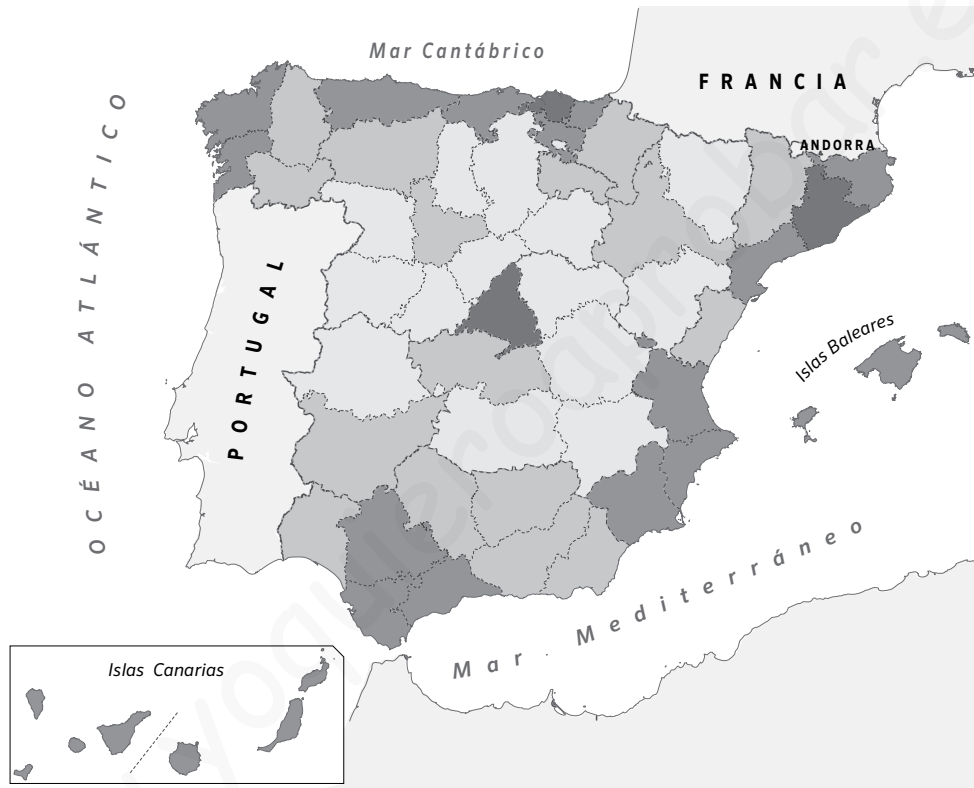 Mar Cantábrico
FRANCIA
ANDORRA
OCÉANO ATLÁNTICO
PORTUGAL
Islas Baleares
Mar Mediterráneo
Islas Canarias